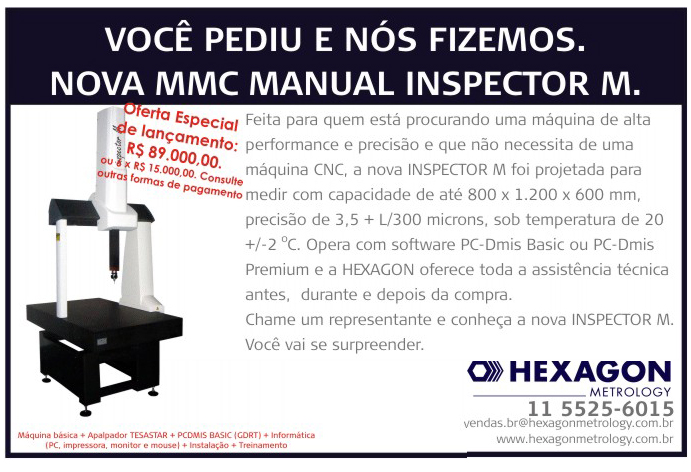 VOCÊ PEDIU E NÓS FIZEMOS.
NOVA MMC MANUAL INSPECTOR M.
Oferta Especial
de lançamento:
R$ 89.000,00.
ou 6 x R$ 15.000,00. Consulte
outras formas de pagamento
Inspector M
Feita para quem está procurando uma máquina de alta
performance e precisão e que não necessita de uma
máquina CNC, a nova INSPECTOR M foi projetada para
medir com capacidade de até 800 x 1.200 x 600 mm,
precisão de 3,5 + L/300 microns, sob temperatura de 20
+/-2 ºC. Opera com software PC-Dmis Basic ou PC-Dmis
Premium e a HEXAGON oferece toda a assistência técnica
antes, durante e depois da compra.
Chame um representante e conheça a nova INSPECTOR M.
Você vai se surpreender.
HEXAGON
METROLOGY
11 5525-6015
vendas.br@hexagonmetrology.com.br
www.hexagonmetrology.com.br
Máquina básica + Apalpador TESASTAR + PCDMIS BASIC (GDRT) + Informática
(PC, impressora, monitor e mouse) + Instalação + Treinamento